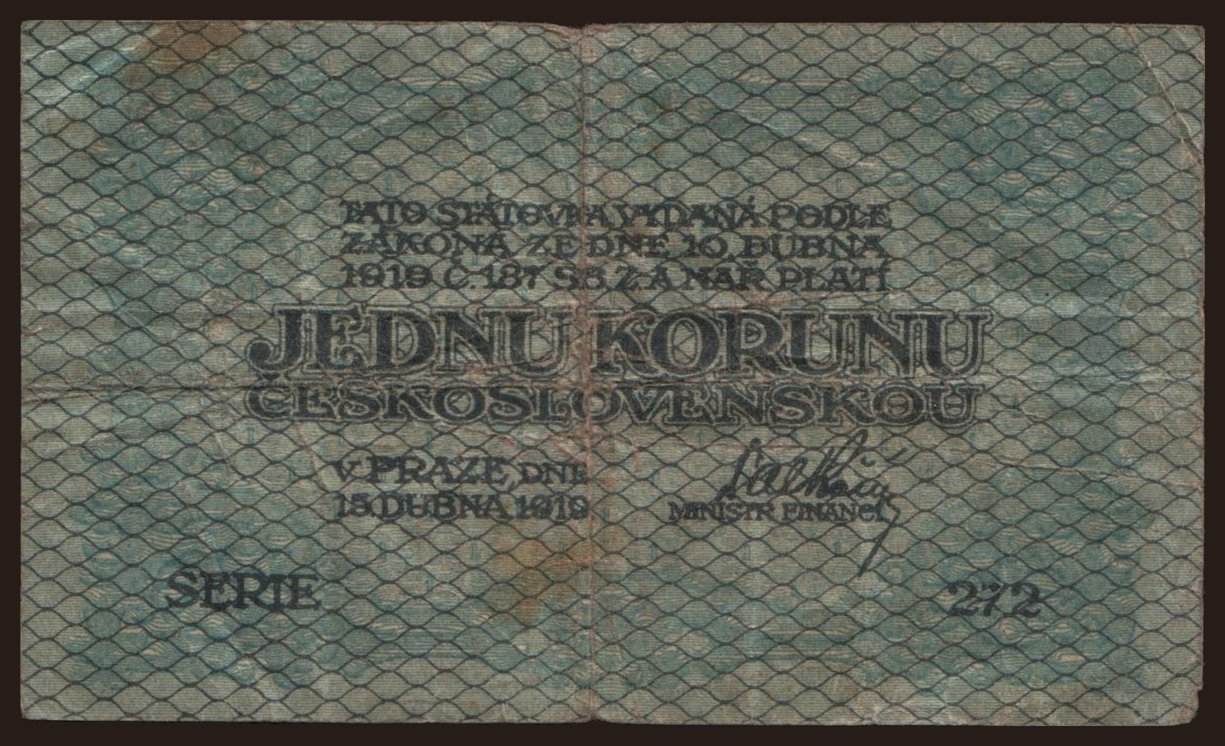 TATO STÁTOVKA, VYDANÁ PODLE
ZÁKONA ZE DNE 10. DUBNA
1919 Č. 187 SB. Z. A NAŘ. PLATÍ
JEDNU KORUNU
ČESKOSLOVENSKOU
V PRAZE, DNE
15. DUBNA 1919
MINISTR FINANCÍ
SERIE 272